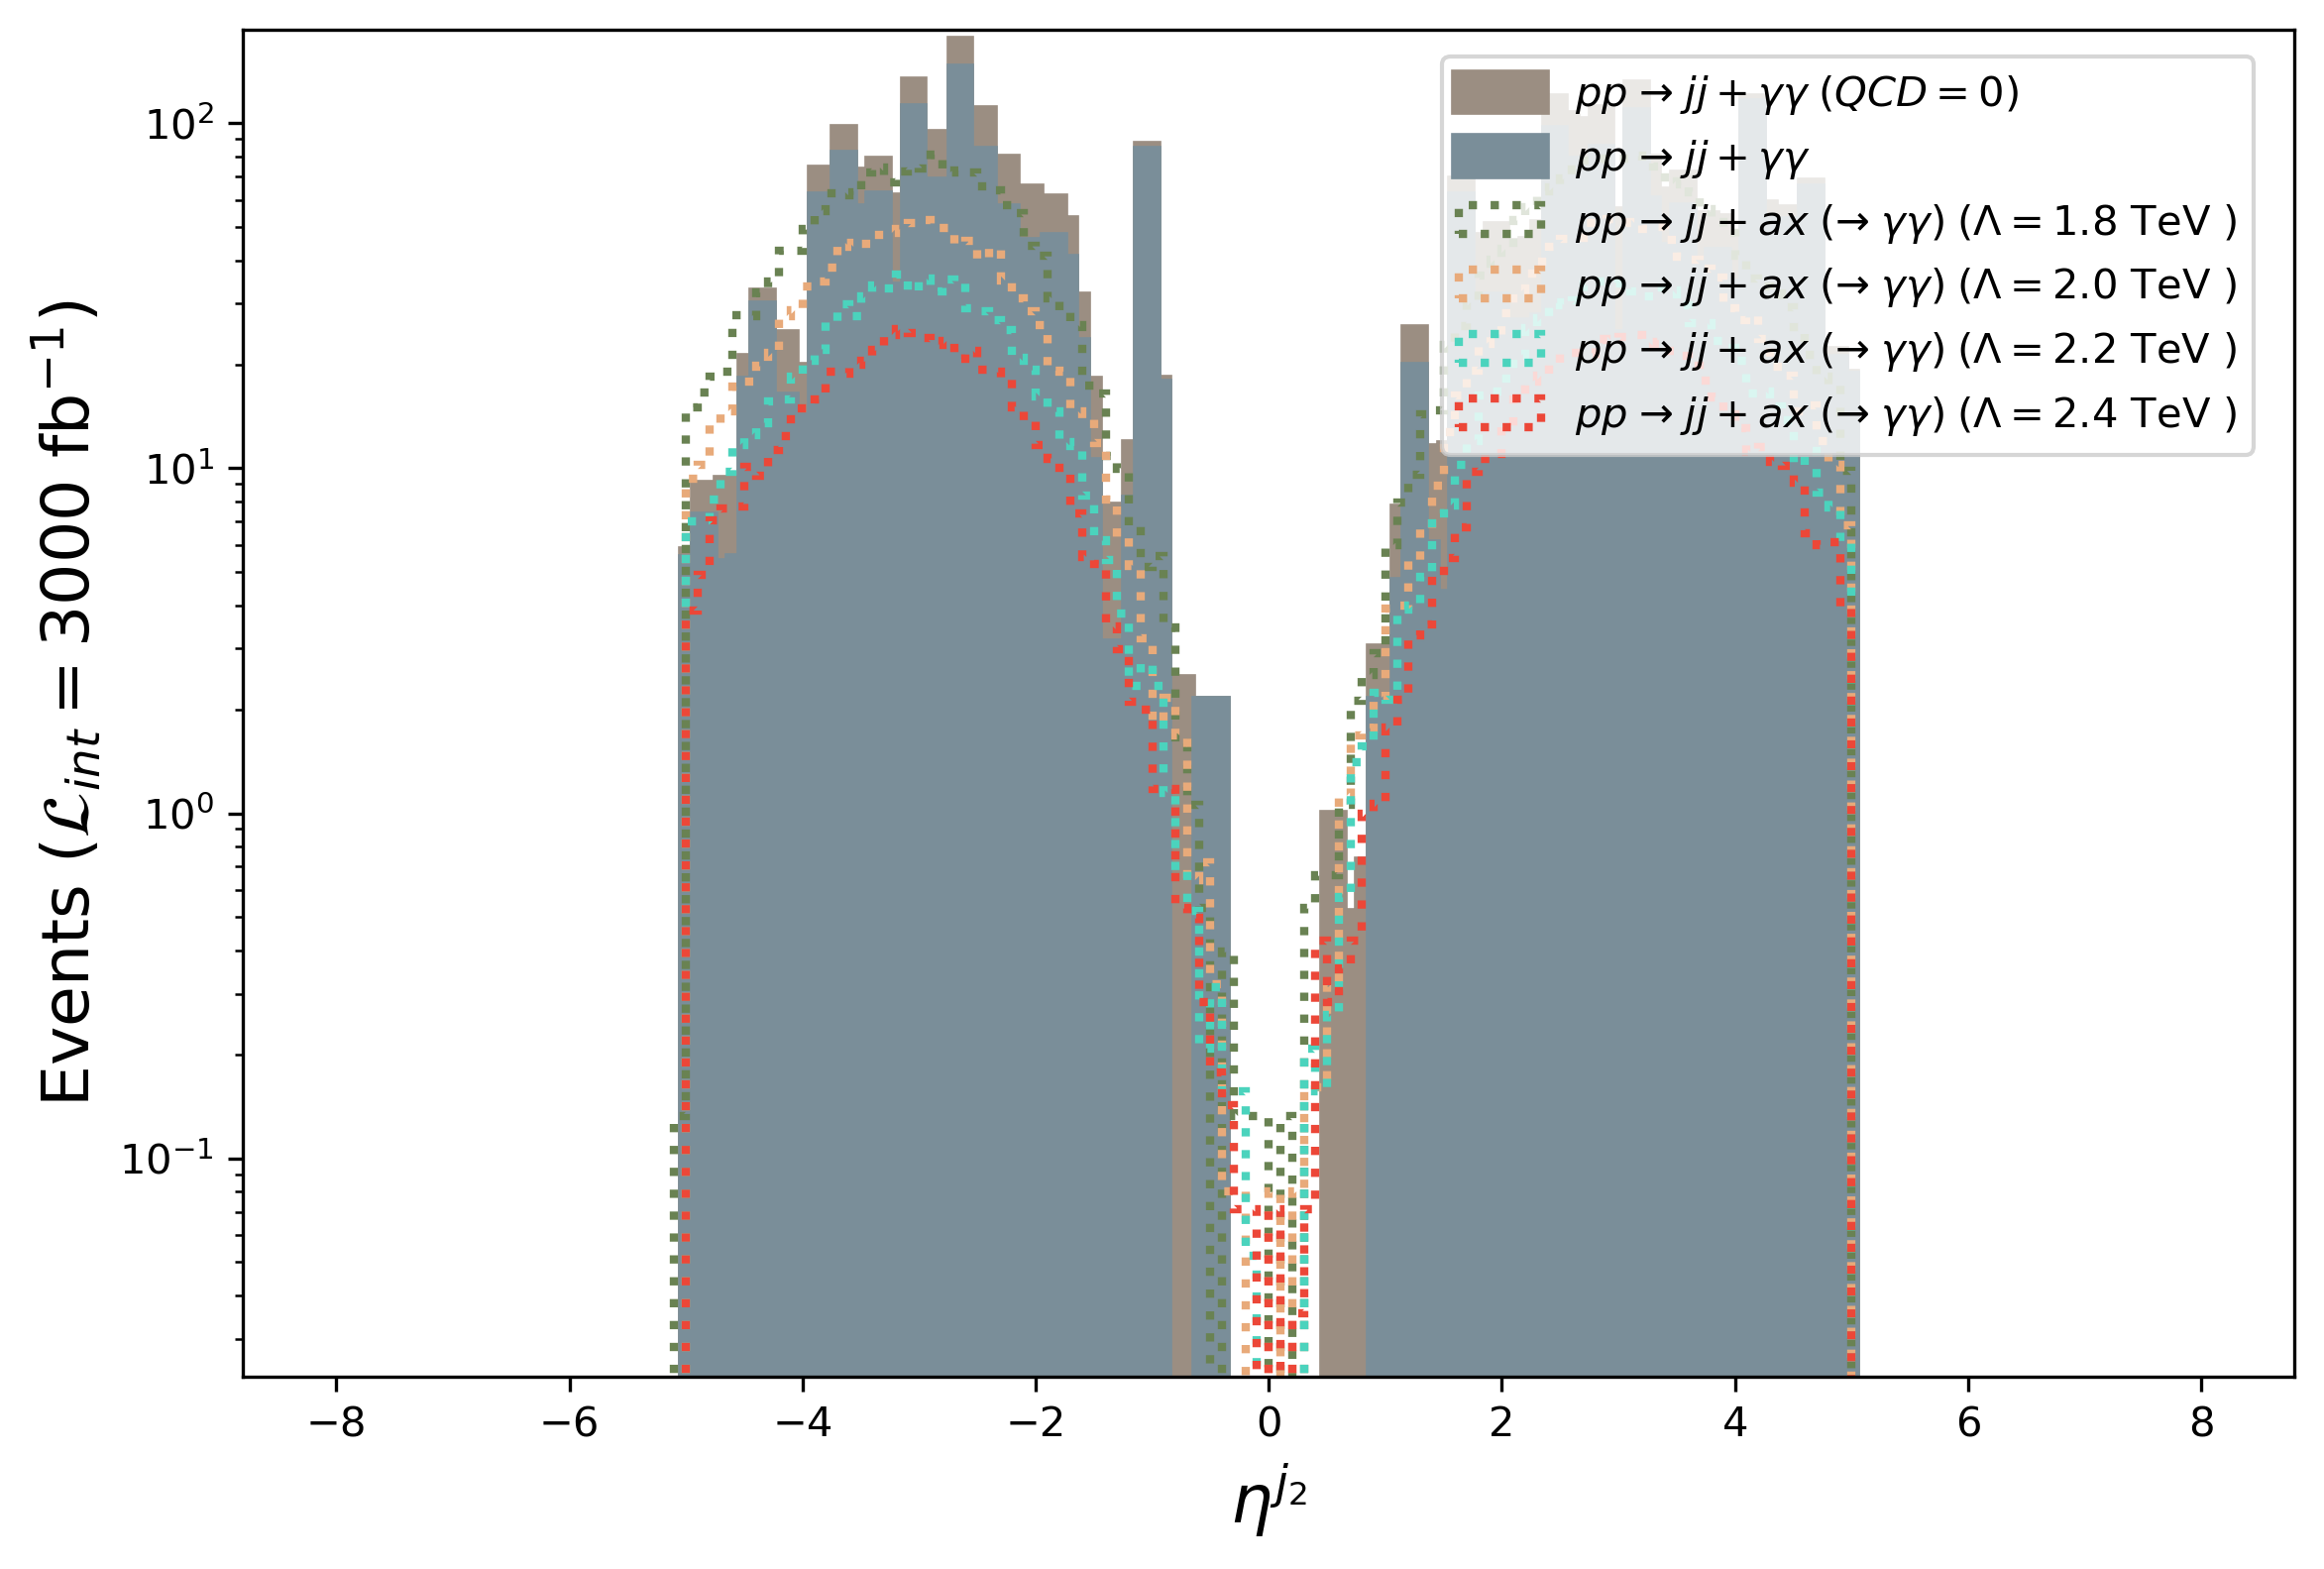 pp → jj + γγ (QCD = 0)
pp → jj + γγ
pp → jj + ax (→ γγ) (Λ = 1.8 TeV )
pp → jj + ax (→ γγ) (Λ = 2.0 TeV )
pp → jj + ax (→ γγ) (Λ = 2.2 TeV )
pp → jj + ax (→ γγ) (Λ = 2.4 TeV )
Events (ℒ_int = 3000 fb⁻¹)
10²
10¹
10⁰
10⁻¹
−8 −6 −4 −2 0 2 4 6 8
η^{j₂}